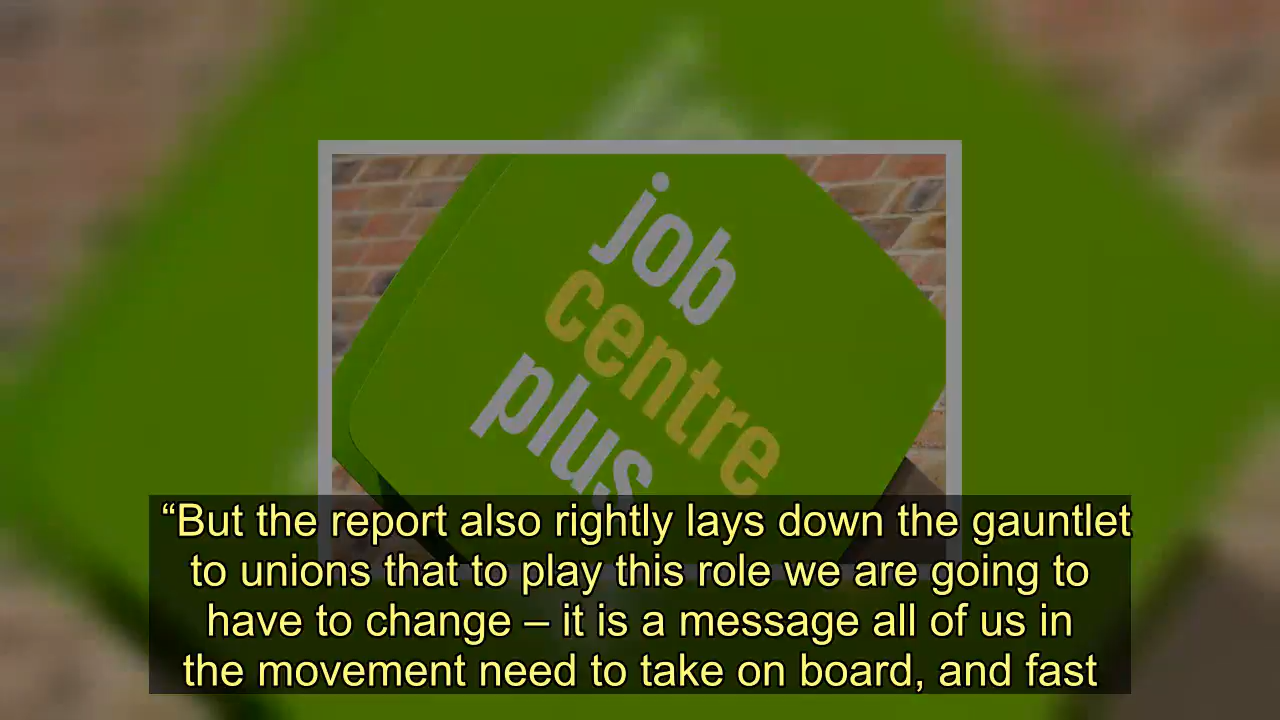 job
centre
plus
“But the report also rightly lays down the gauntlet
to unions that to play this role we are going to
have to change – it is a message all of us in
the movement need to take on board, and fast